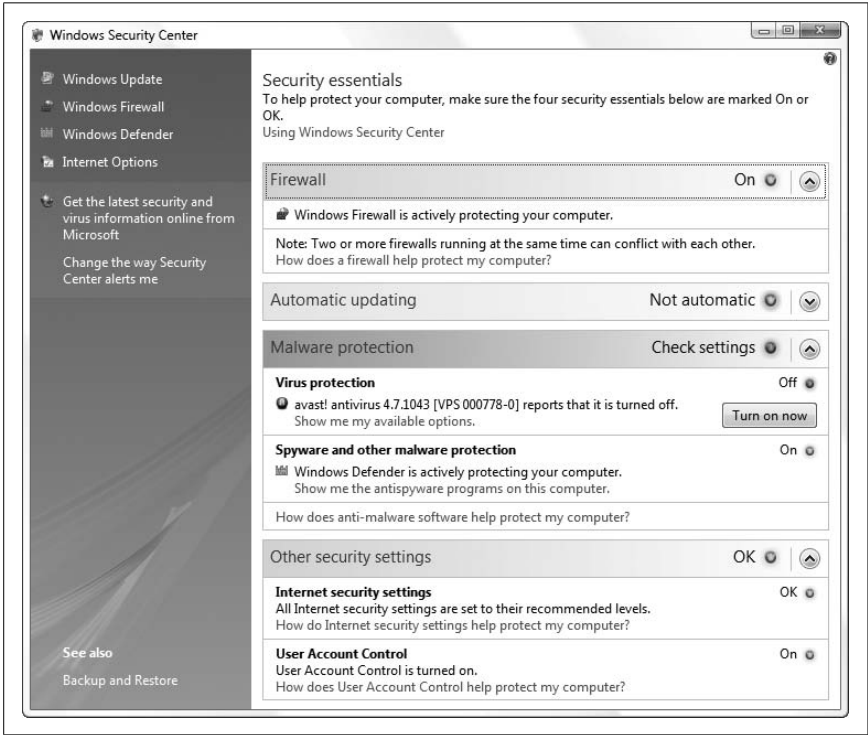 Windows Security Center
Windows Update
Windows Firewall
Windows Defender
Internet Options
Get the latest security and
virus information online from
Microsoft
Change the way Security
Center alerts me
See also
Backup and Restore
Security essentials
To help protect your computer, make sure the four security essentials below are marked On or
OK.
Using Windows Security Center
Firewall On
Windows Firewall is actively protecting your computer.
Note: Two or more firewalls running at the same time can conflict with each other.
How does a firewall help protect my computer?
Automatic updating Not automatic
Malware protection Check settings
Virus protection Off
avast! antivirus 4.7.1043 [VPS 000778-0] reports that it is turned off.
Show me my available options.
Turn on now
Spyware and other malware protection On
Windows Defender is actively protecting your computer.
Show me the antispyware programs on this computer.
How does anti-malware software help protect my computer?
Other security settings OK
Internet security settings OK
All Internet security settings are set to their recommended levels.
How do Internet security settings help protect my computer?
User Account Control On
User Account Control is turned on.
How does User Account Control help protect my computer?